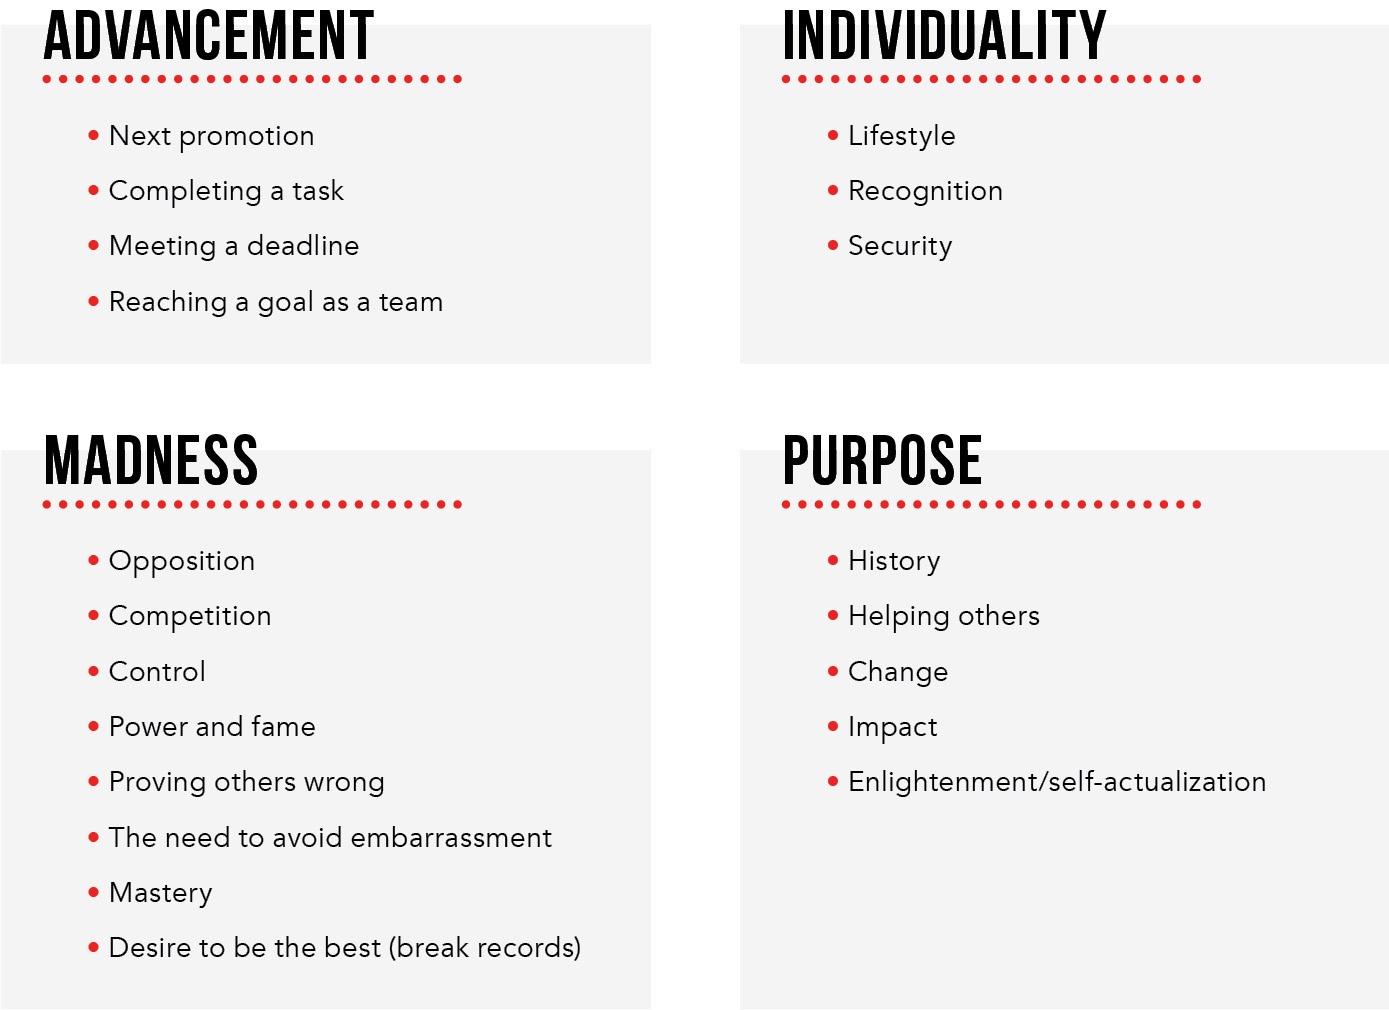 ADVANCEMENT
• Next promotion
• Completing a task
• Meeting a deadline
• Reaching a goal as a team
INDIVIDUALITY
• Lifestyle
• Recognition
• Security
MADNESS
• Opposition
• Competition
• Control
• Power and fame
• Proving others wrong
• The need to avoid embarrassment
• Mastery
• Desire to be the best (break records)
PURPOSE
• History
• Helping others
• Change
• Impact
• Enlightenment/self-actualization